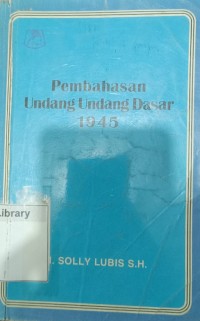 Pembahasan
Undang Undang Dasar
1945
Library
. SOLLY LUBIS S.H.